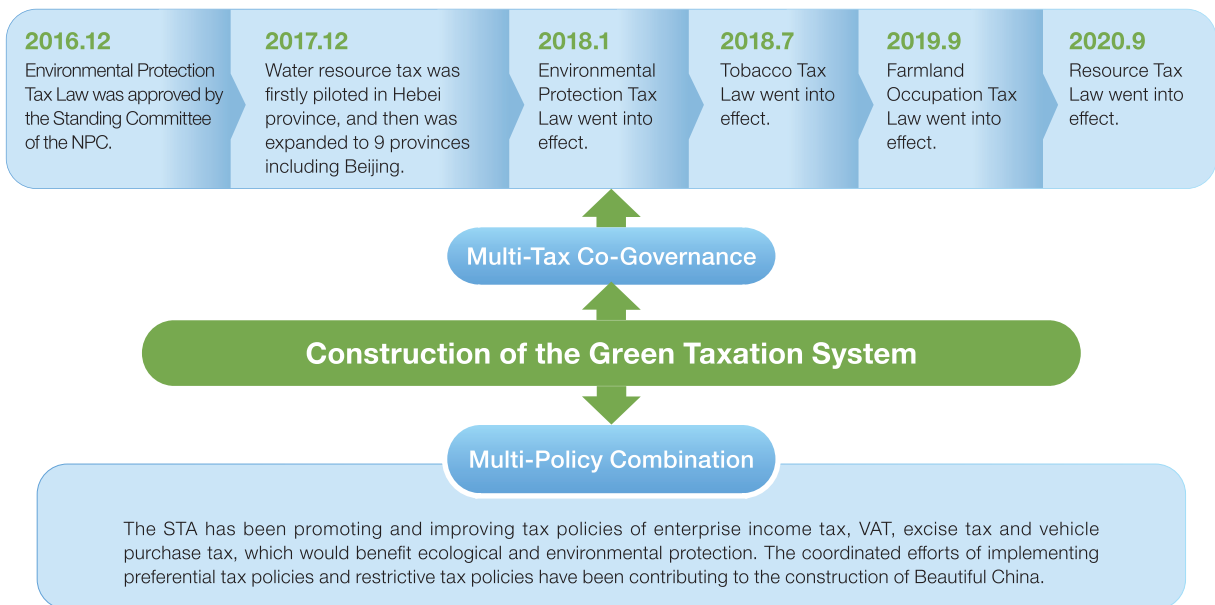 2016.12
Environmental Protection
Tax Law was approved by
the Standing Committee
of the NPC.
2017.12
Water resource tax was
firstly piloted in Hebei
province, and then was
expanded to 9 provinces
including Beijing.
2018.1
Environmental
Protection Tax
Law went into
effect.
2018.7
Tobacco Tax
Law went into
effect.
2019.9
Farmland
Occupation Tax
Law went into
effect.
2020.9
Resource Tax
Law went into
effect.
Multi-Tax Co-Governance
Construction of the Green Taxation System
Multi-Policy Combination
The STA has been promoting and improving tax policies of enterprise income tax, VAT, excise tax and vehicle
purchase tax, which would benefit ecological and environmental protection. The coordinated efforts of implementing
preferential tax policies and restrictive tax policies have been contributing to the construction of Beautiful China.